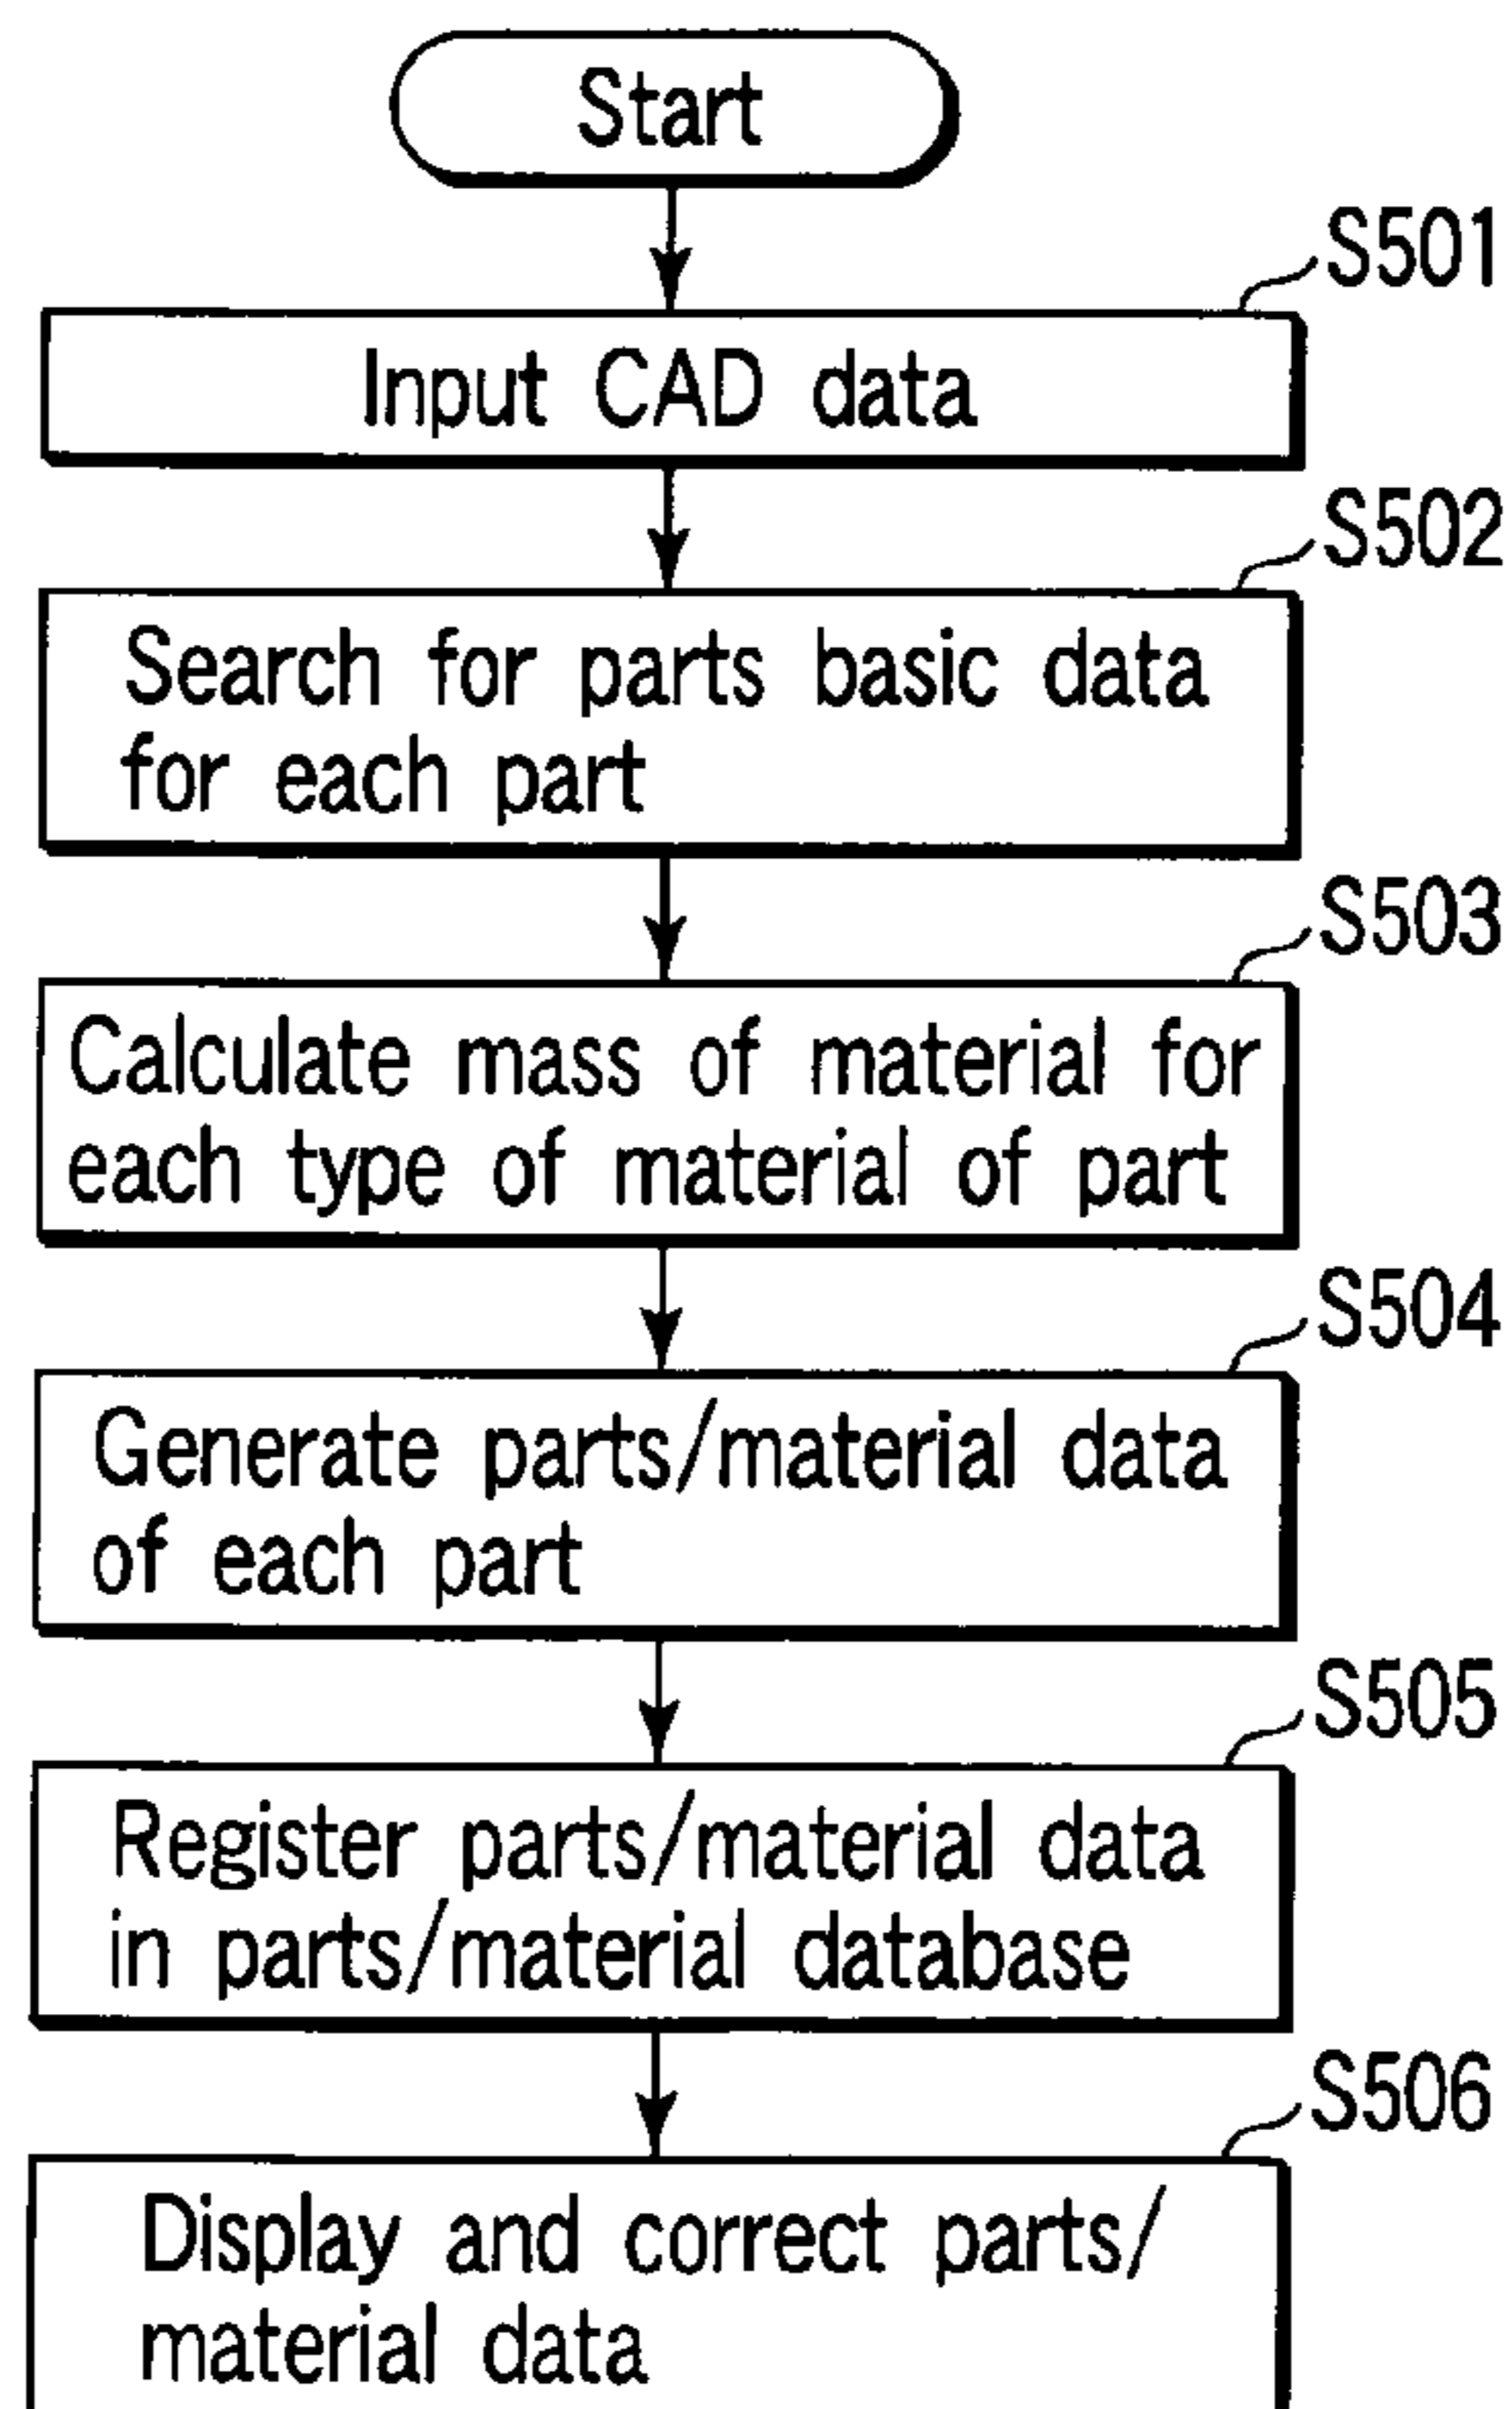 Start
S501
Input CAD data
S502
Search for parts basic data
for each part
S503
Calculate mass of material for
each type of material of part
S504
Generate parts/material data
of each part
S505
Register parts/material data
in parts/material database
S506
Display and correct parts/
material data